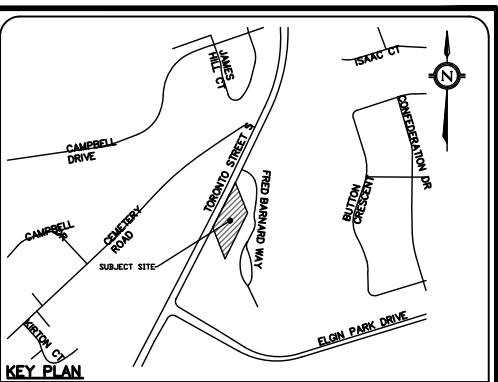 JAMES
HILL CT
ISAAC CT
N
CAMPBELL
DRIVE
TORONTO STREET S
CONFEDERATION DR
FRED BARNARD WAY
BUTTON
CRESCENT
CAMPBELL
DR
CEMETERY
ROAD
SUBJECT SITE
KIRTON CT
ELGIN PARK DRIVE
KEY PLAN